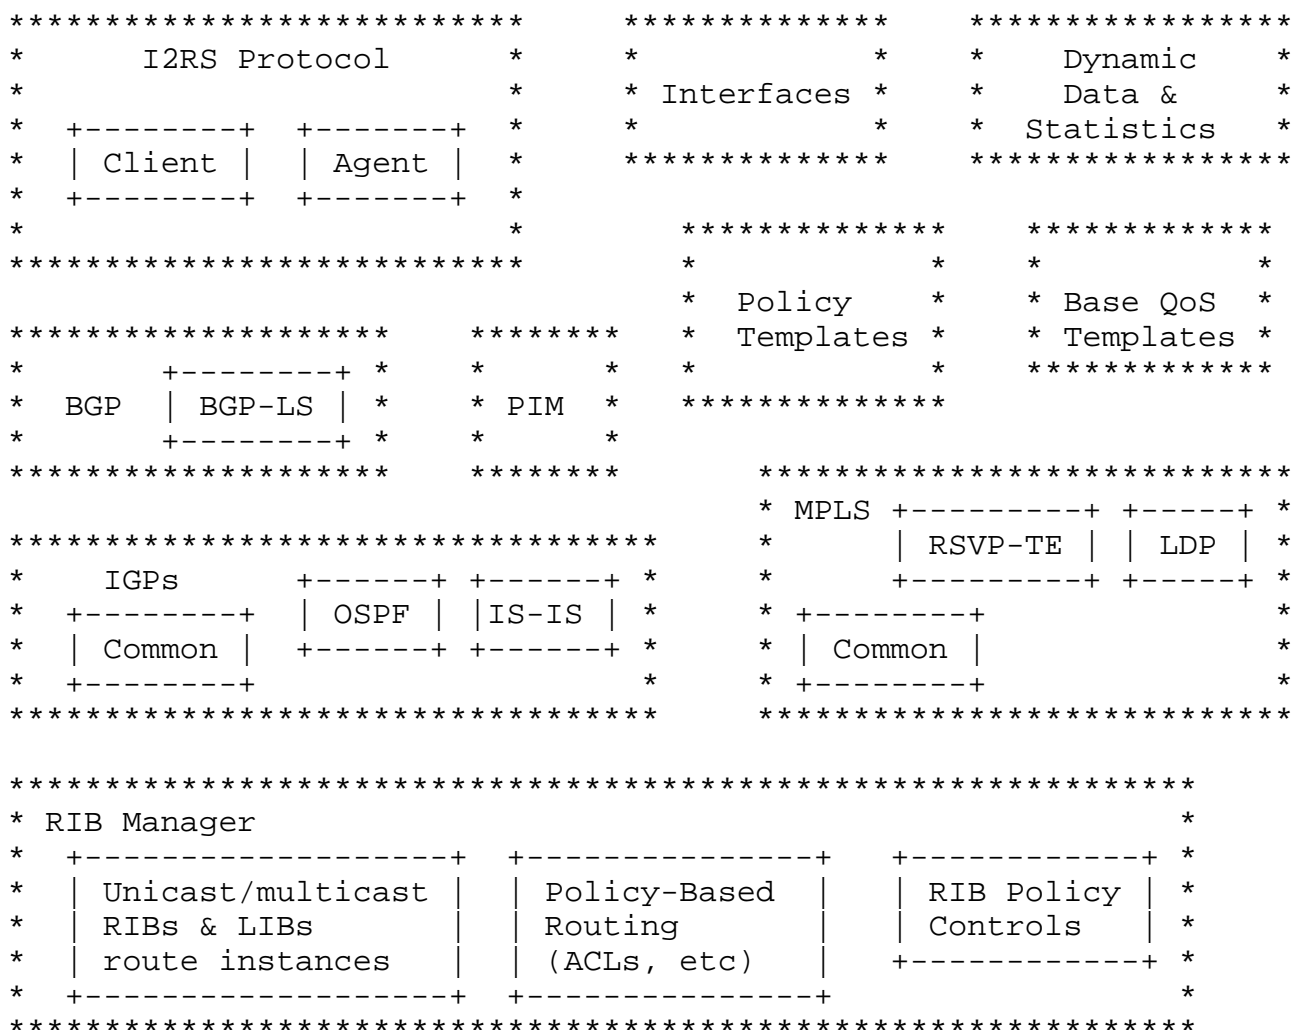 ****************************     **************    *****************
*      I2RS Protocol       *     *            *    *    Dynamic    *
*                          *     * Interfaces *    *    Data &     *
*  +--------+  +-------+   *     *            *    *  Statistics   *
*  | Client |  | Agent |   *     **************    *****************
*  +--------+  +-------+   *
*                          *        **************    *************
****************************        *            *    *           *
                                    *  Policy    *    * Base QoS  *
********************    ********    *  Templates *    * Templates *
*       +--------+ *    *      *    *            *    *************
*  BGP  | BGP-LS | *    * PIM  *    **************
*       +--------+ *    *      *
********************    ********       ****************************
                                       * MPLS +---------+ +-----+ *
**********************************     *      | RSVP-TE | | LDP | *
*    IGPs      +------+ +------+ *     *      +---------+ +-----+ *
*  +--------+  | OSPF | |IS-IS | *     * +--------+               *
*  | Common |  +------+ +------+ *     * | Common |               *
*  +--------+                    *     * +--------+               *
**********************************     ****************************
**************************************************************
* RIB Manager                                                *
*  +-------------------+  +---------------+   +------------+ *
*  | Unicast/multicast |  | Policy-Based  |   | RIB Policy | *
*  | RIBs & LIBs       |  | Routing       |   | Controls   | *
*  | route instances   |  | (ACLs, etc)   |   +------------+ *
*  +-------------------+  +---------------+                  *
**************************************************************